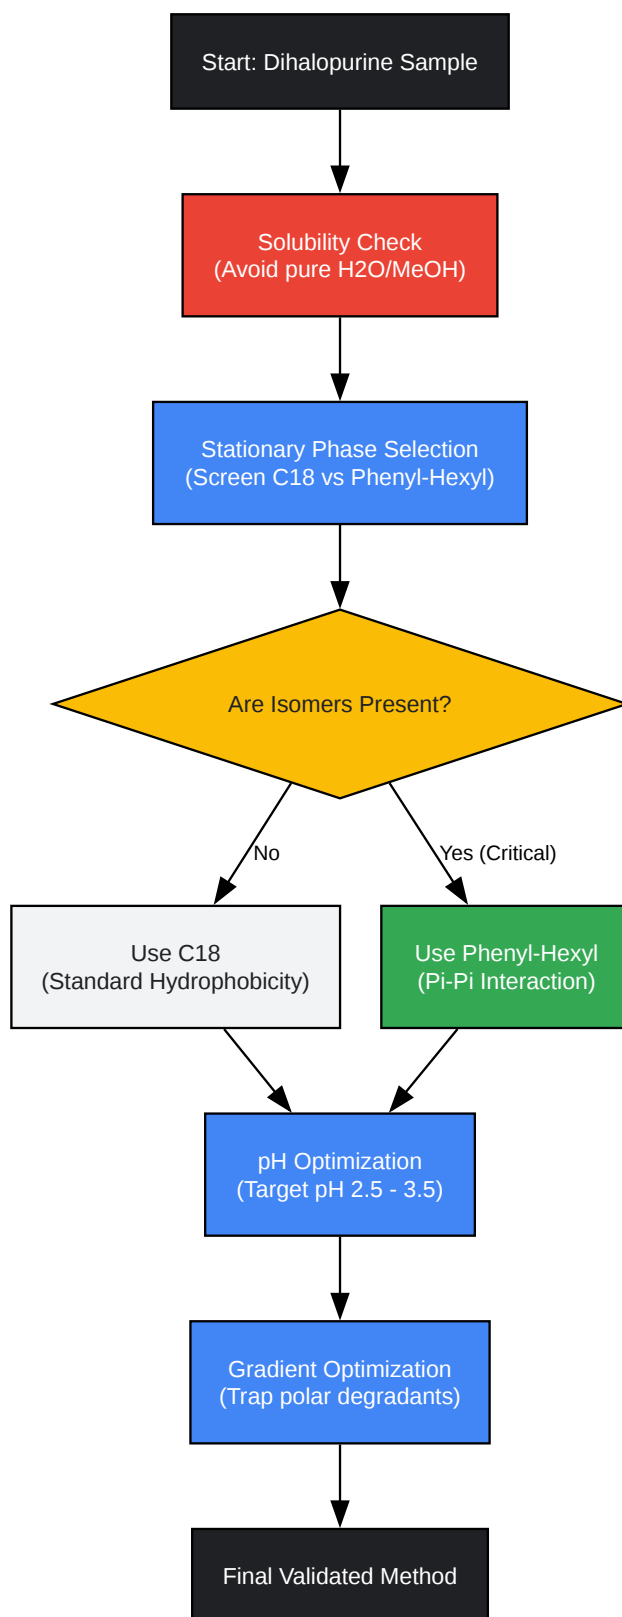 Start: Dihalopurine Sample
Solubility Check
(Avoid pure H2O/MeOH)
Stationary Phase Selection
(Screen C18 vs Phenyl-Hexyl)
Are Isomers Present?
No
Yes (Critical)
Use C18
(Standard Hydrophobicity)
Use Phenyl-Hexyl
(Pi-Pi Interaction)
pH Optimization
(Target pH 2.5 - 3.5)
Gradient Optimization
(Trap polar degradants)
Final Validated Method